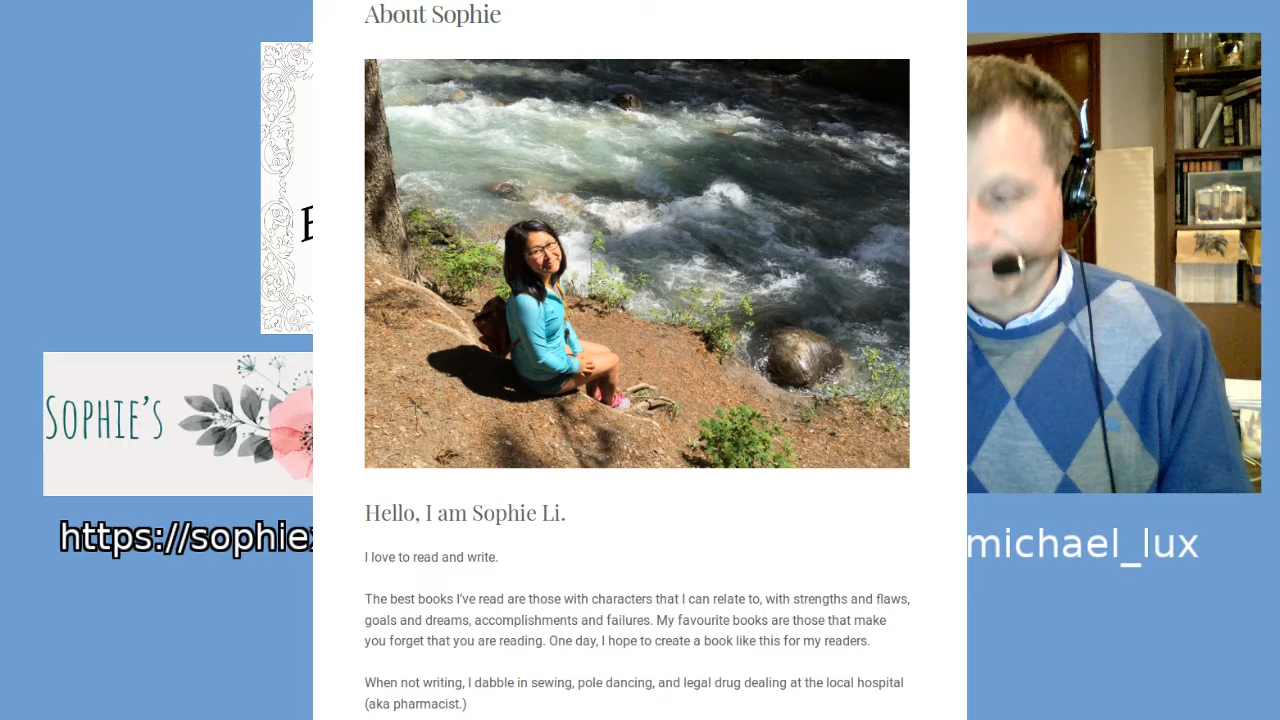 About Sophie
SOPHIE'S
https://sophie
michael_lux
Hello, I am Sophie Li.
I love to read and write.
The best books I've read are those with characters that I can relate to, with strengths and flaws,
goals and dreams, accomplishments and failures. My favourite books are those that make
you forget that you are reading. One day, I hope to create a book like this for my readers.
When not writing, I dabble in sewing, pole dancing, and legal drug dealing at the local hospital
(aka pharmacist.)